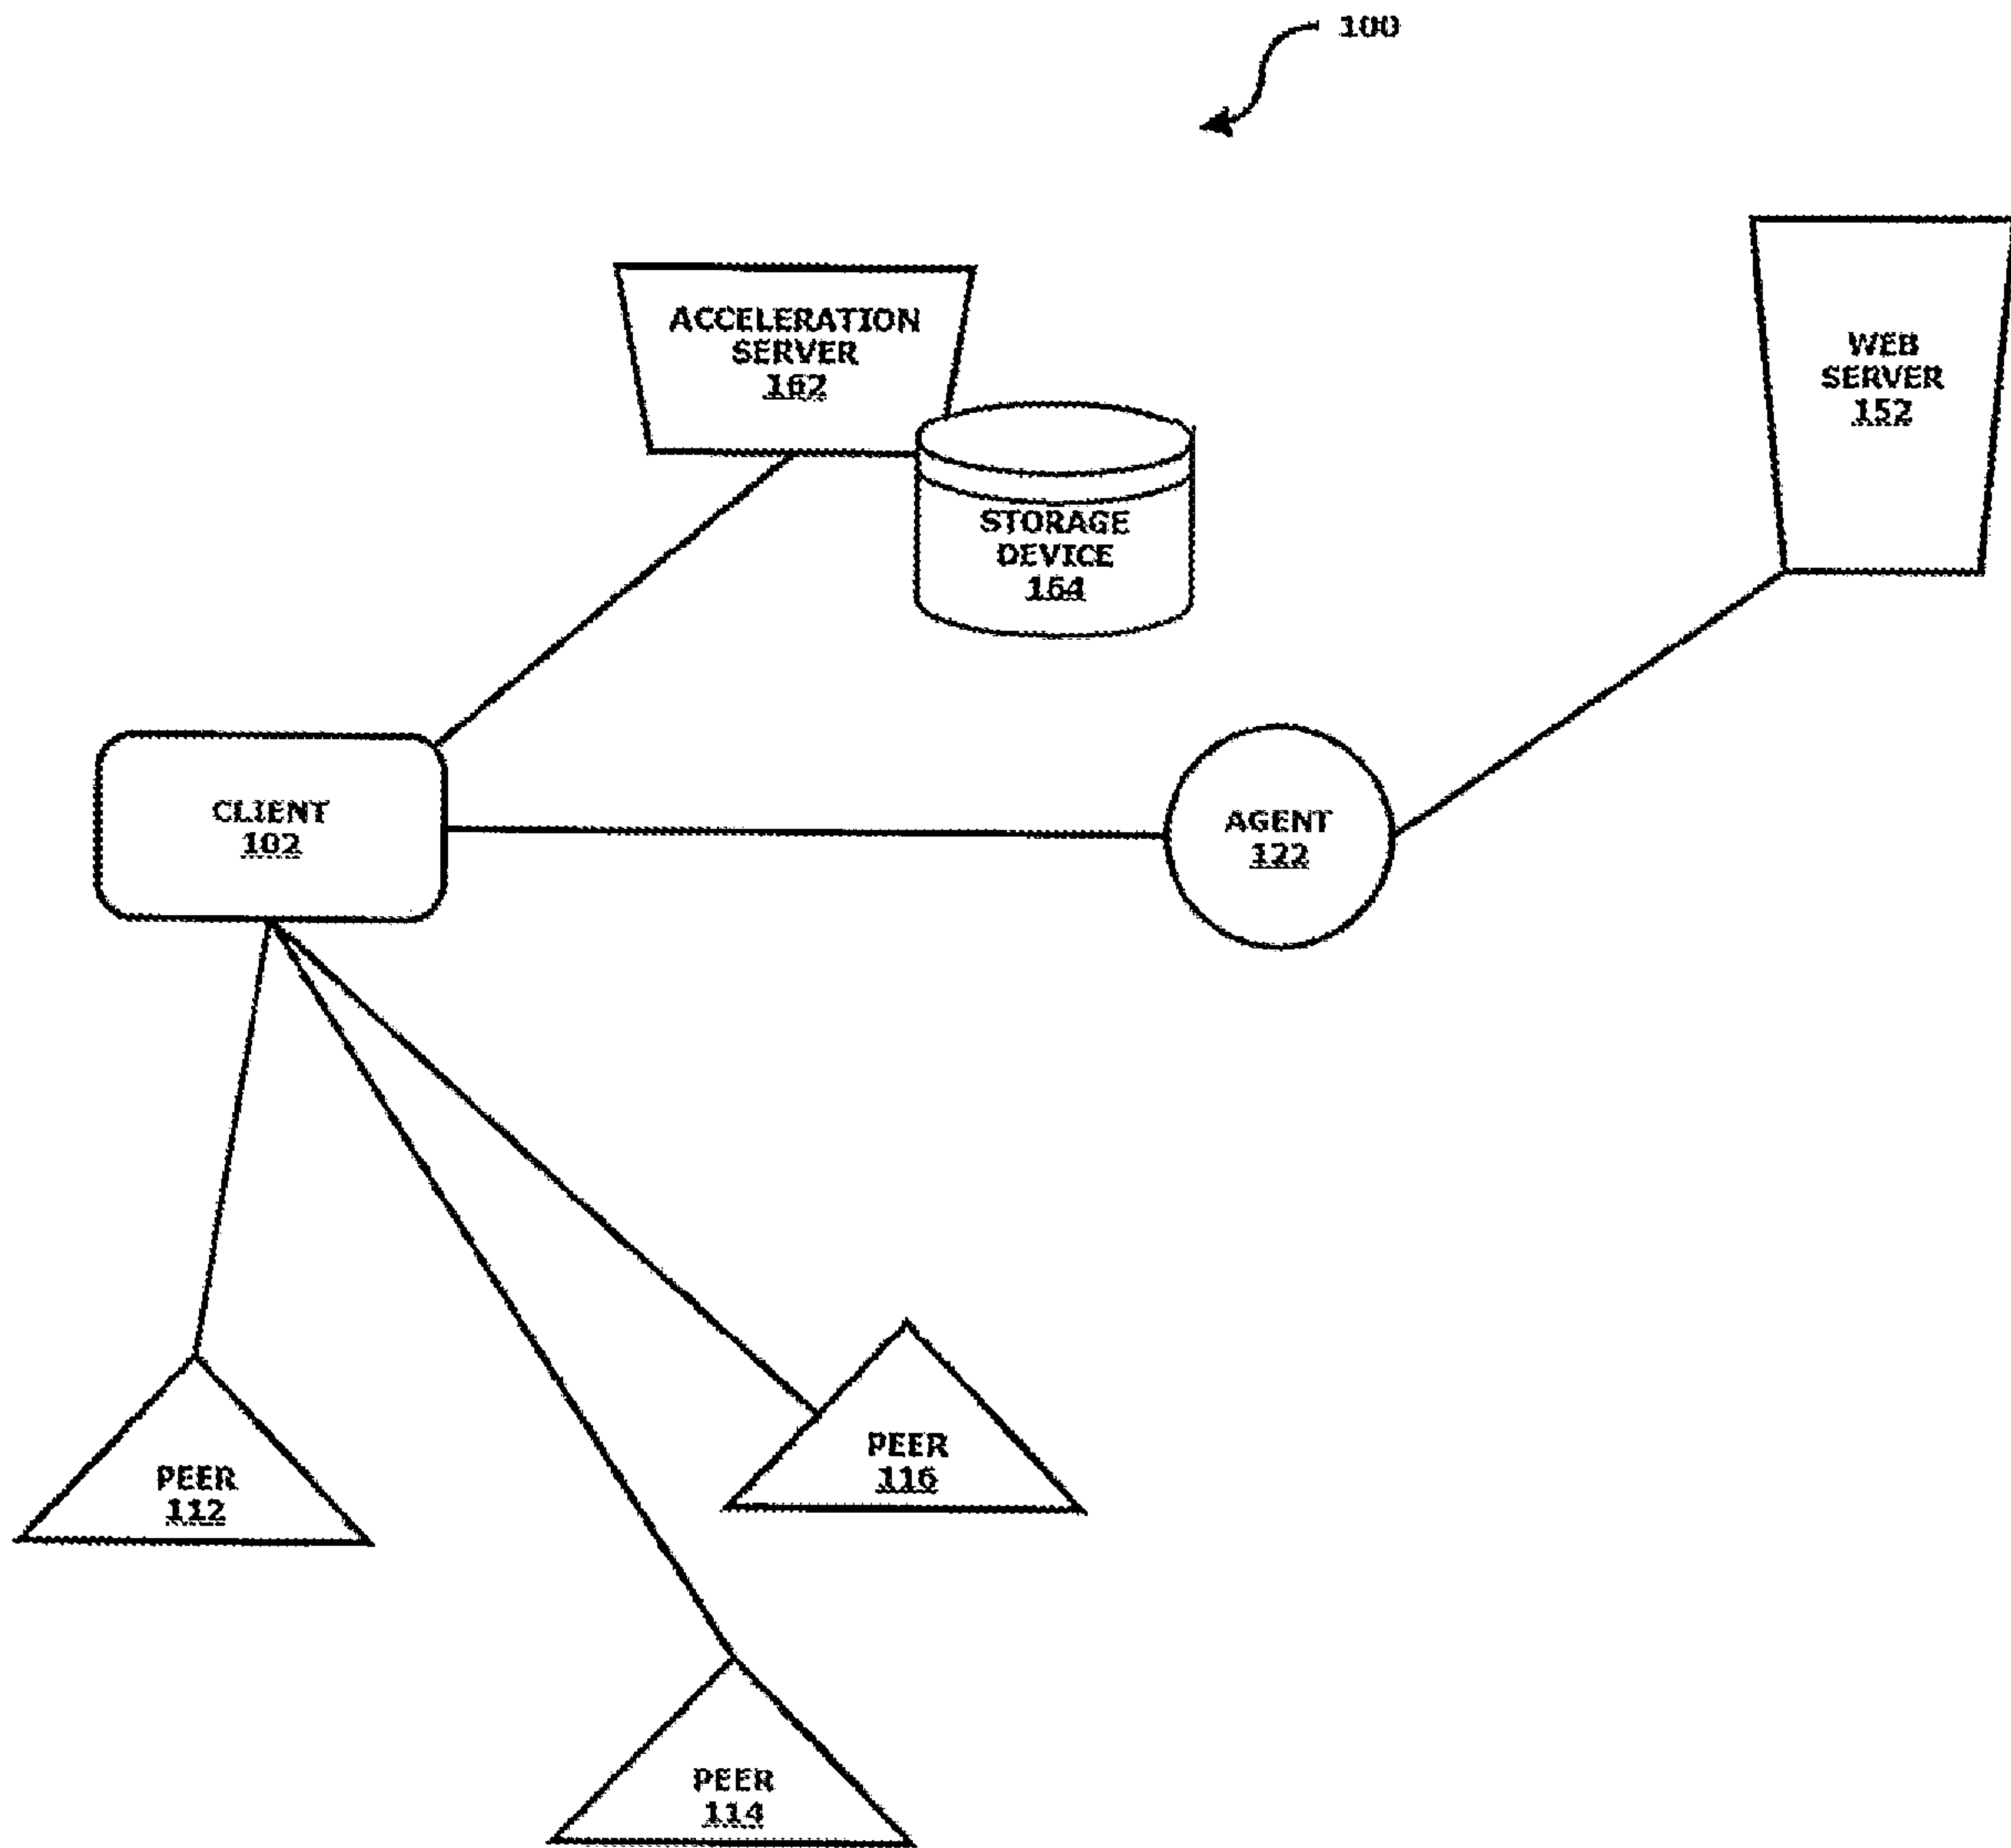 100
ACCELERATION
SERVER
162
WEB
SERVER
152
STORAGE
DEVICE
164
CLIENT
102
AGENT
122
PEER
116
PEER
112
PEER
114